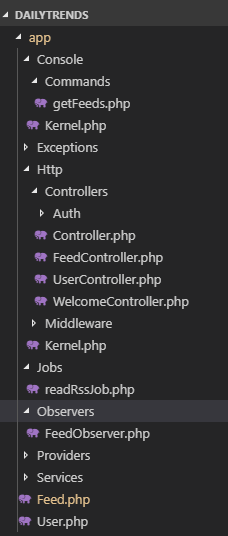 DAILYTRENDS
app
Console
Commands
getFeeds.php
Kernel.php
Exceptions
Http
Controllers
Auth
Controller.php
FeedController.php
UserController.php
WelcomeController.php
Middleware
Kernel.php
Jobs
readRssJob.php
Observers
FeedObserver.php
Providers
Services
Feed.php
User.php